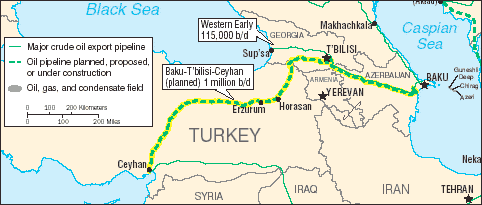 Black Sea
Western Early
115,000 b/d
Makhachkala
Caspian
Sea
GEORGIA
Sup'sa
T'BILISI
Major crude oil export pipeline
Oil pipeline planned, proposed,
or under construction
Oil, gas, and condensate field
0 100 200 Kilometers
0 100 200 Miles
Baku-T'bilisi-Ceyhan
(planned) 1 million b/d
ARMENIA
AZERBAIJAN
BAKU
Guneshli
Deep
Chirag
Azeri
YEREVAN
Horasan
Erzurum
TURKEY
Ceyhan
Neka
SYRIA
IRAQ
IRAN
TEHRAN